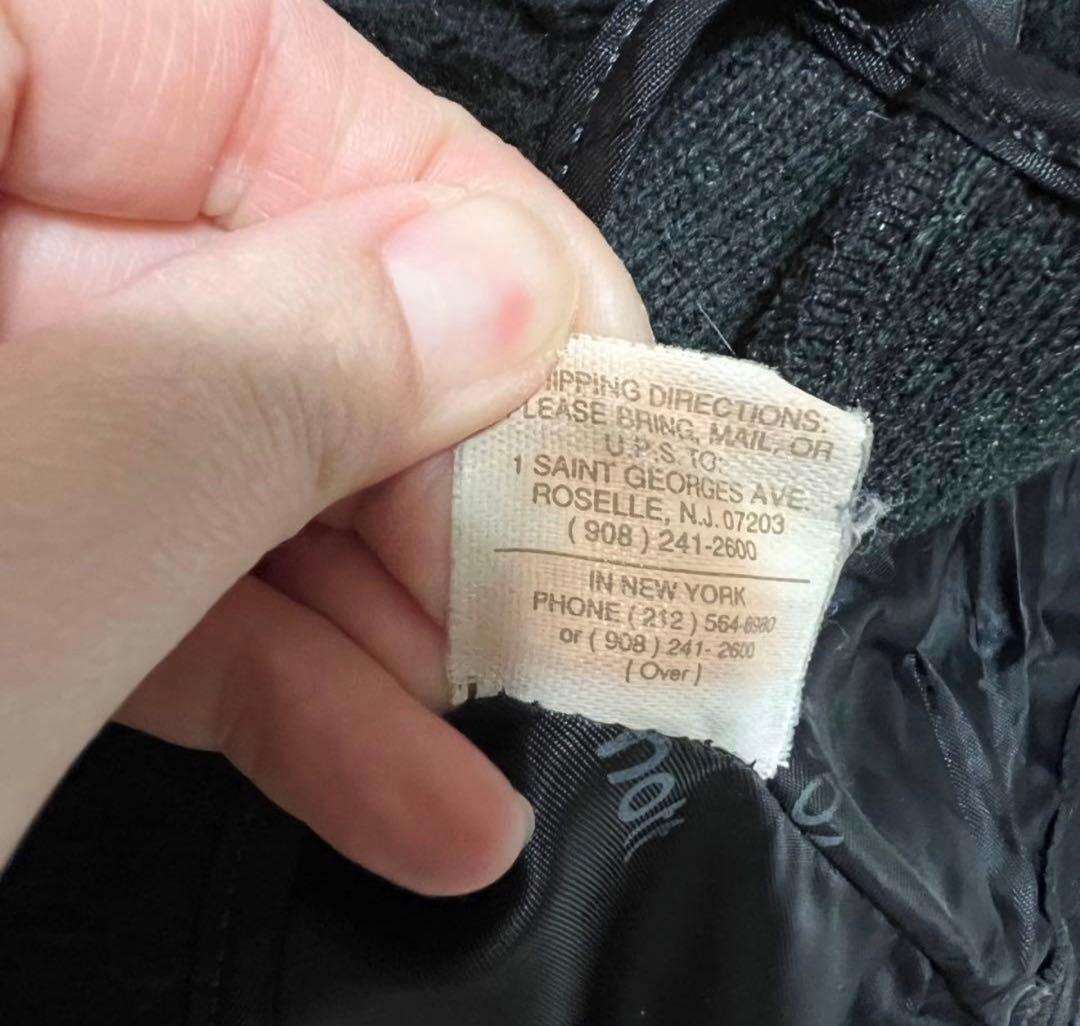 IPPING DIRECTIONS:
LEASE BRING, MAIL, OR
U.P.S. TO:
1 SAINT GEORGES AVE.
ROSELLE, N.J. 07203
( 908 ) 241-2600
IN NEW YORK
PHONE ( 212 ) 564-6980
or ( 908 ) 241- 2600
( Over )